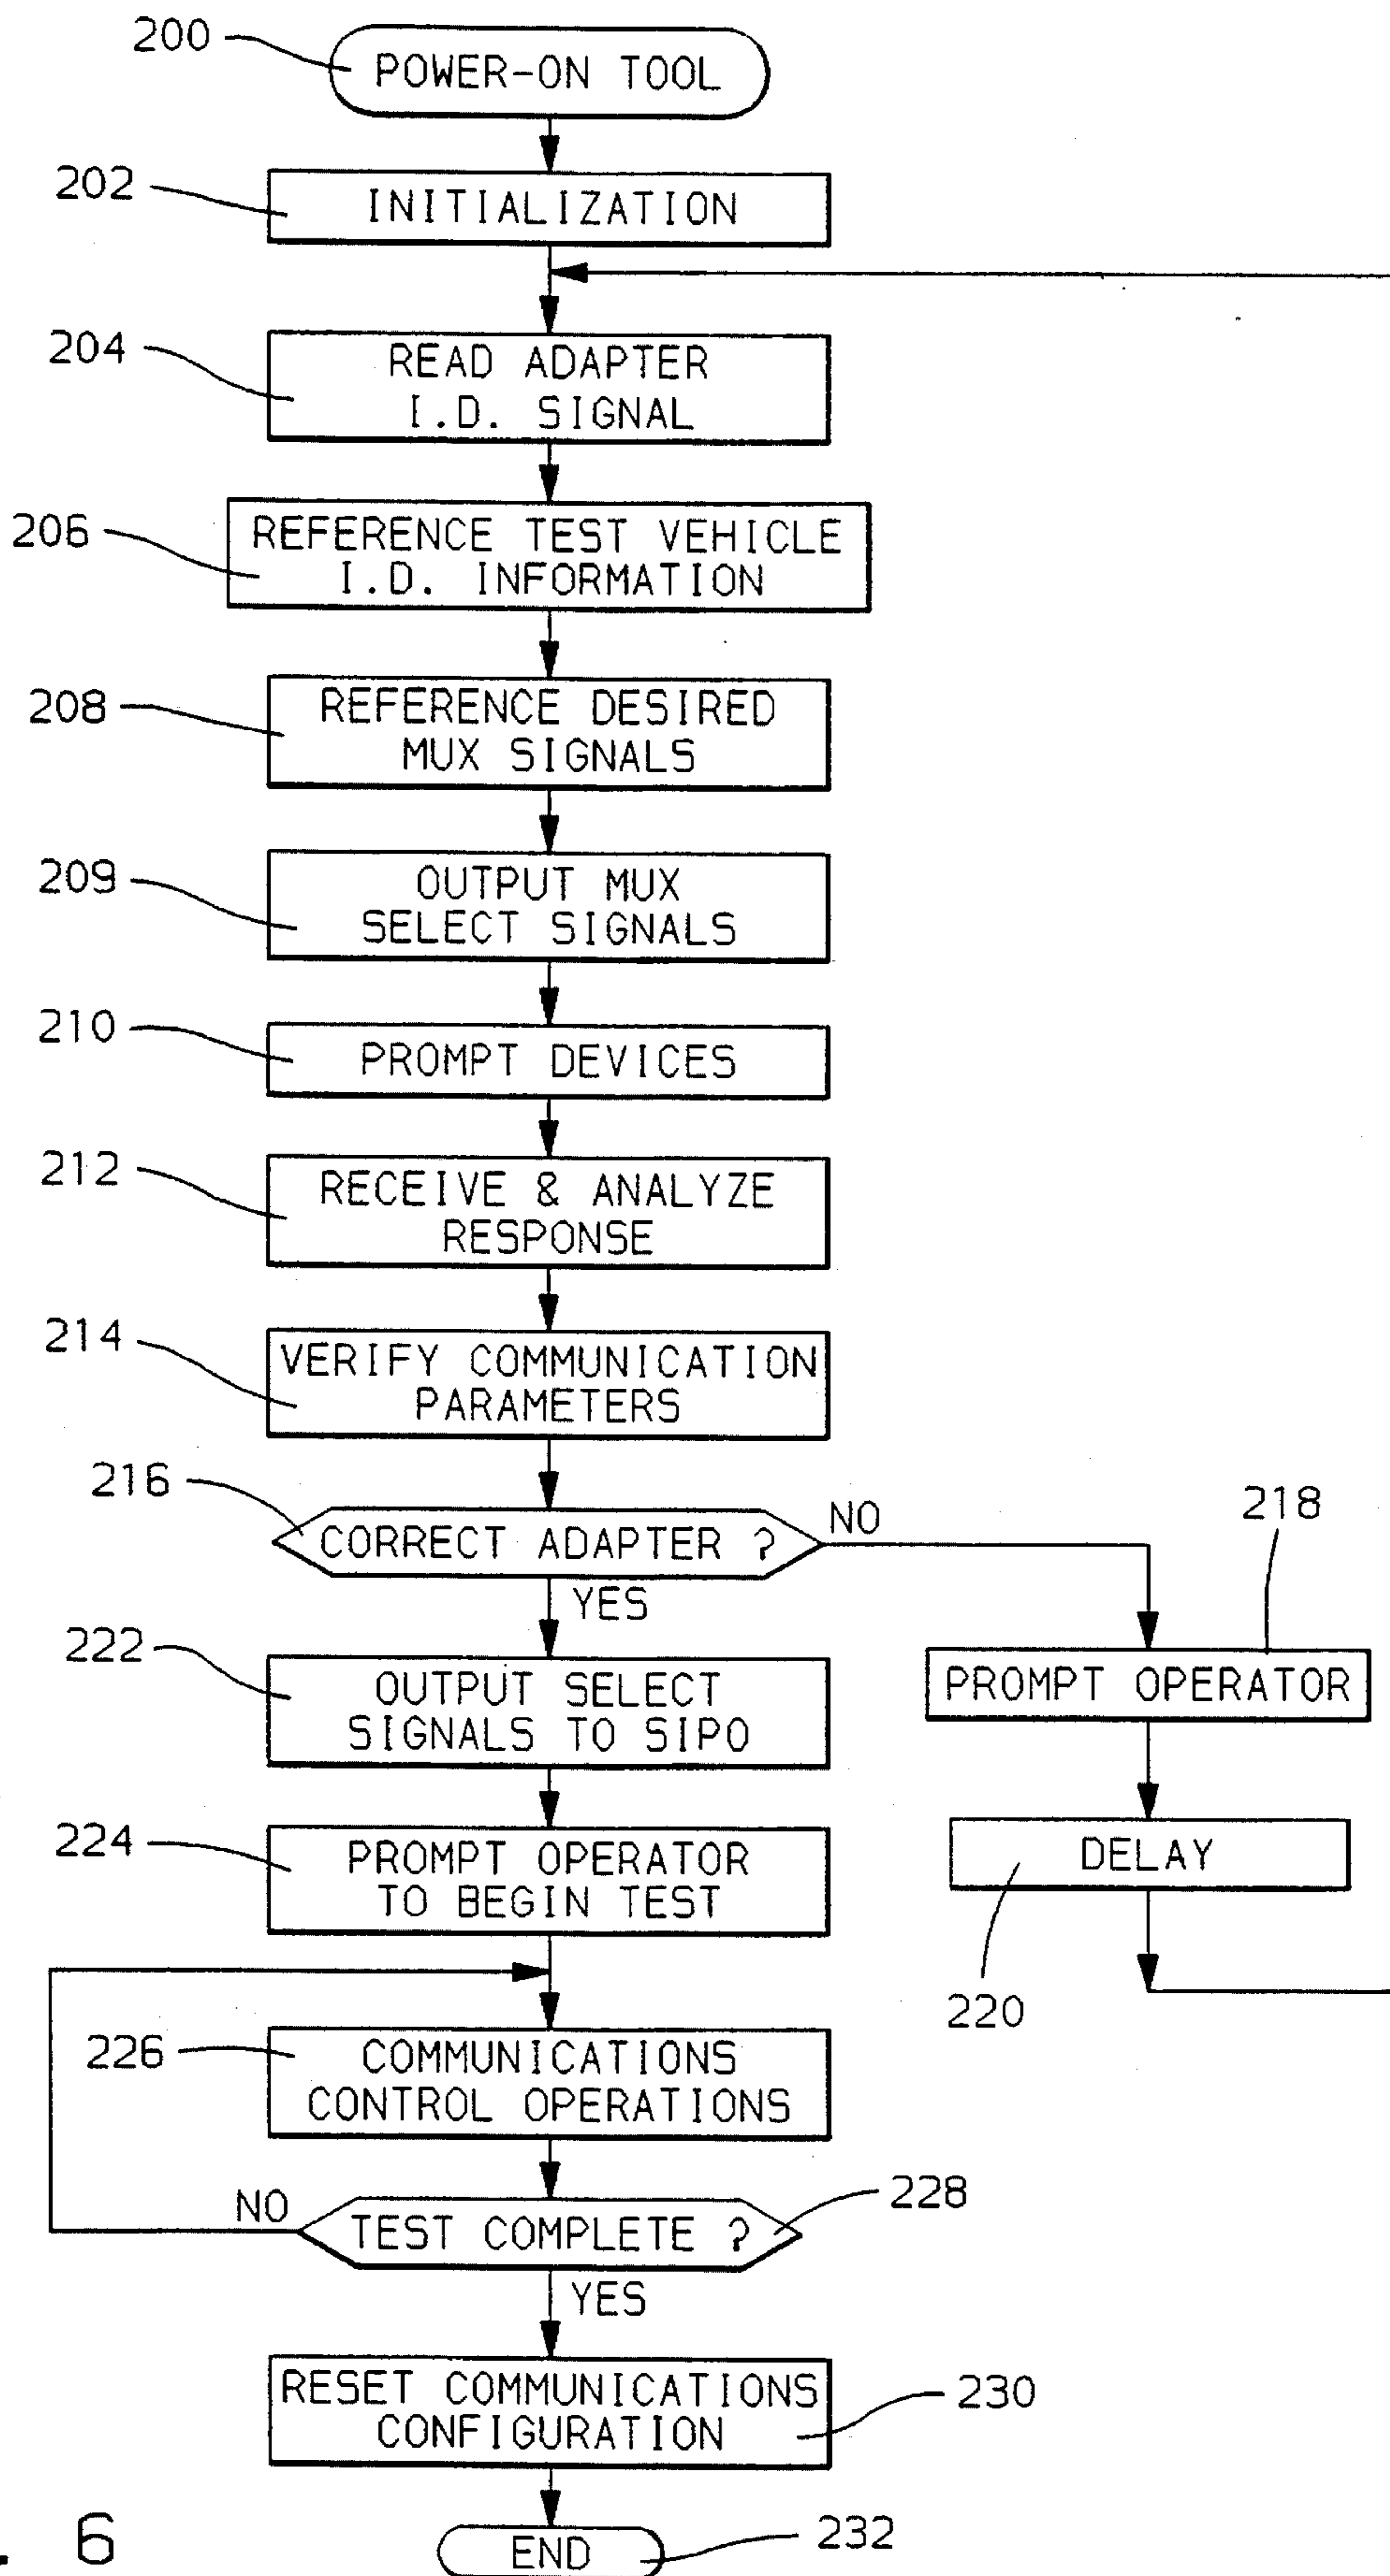 200
POWER-ON TOOL
202
INITIALIZATION
204
READ ADAPTER
I.D. SIGNAL
206
REFERENCE TEST VEHICLE
I.D. INFORMATION
208
REFERENCE DESIRED
MUX SIGNALS
209
OUTPUT MUX
SELECT SIGNALS
210
PROMPT DEVICES
212
RECEIVE & ANALYZE
RESPONSE
214
VERIFY COMMUNICATION
PARAMETERS
216
CORRECT ADAPTER ?
NO
YES
218
PROMPT OPERATOR
DELAY
220
222
OUTPUT SELECT
SIGNALS TO SIPO
224
PROMPT OPERATOR
TO BEGIN TEST
226
COMMUNICATIONS
CONTROL OPERATIONS
NO
TEST COMPLETE ?
228
YES
RESET COMMUNICATIONS
CONFIGURATION
230
END
232
. 6